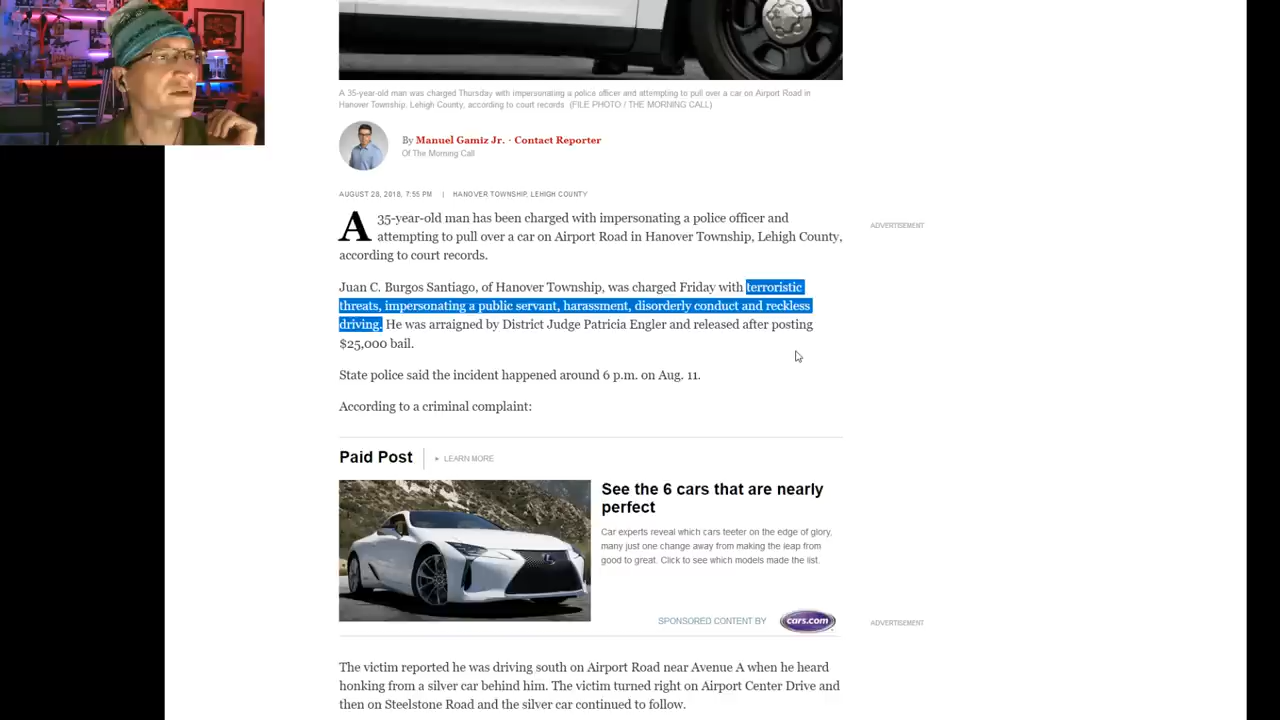 A 35-year-old man was charged Thursday with impersonating a police officer and attempting to pull over a car on Airport Road in
Hanover Township, Lehigh County, according to court records (FILE PHOTO / THE MORNING CALL)
By Manuel Gamiz Jr. · Contact Reporter
Of The Morning Call
AUGUST 28, 2018, 7:55 PM | HANOVER TOWNSHIP, LEHIGH COUNTY
A 35-year-old man has been charged with impersonating a police officer and
attempting to pull over a car on Airport Road in Hanover Township, Lehigh County,
according to court records.
ADVERTISEMENT
Juan C. Burgos Santiago, of Hanover Township, was charged Friday with terroristic
threats, impersonating a public servant, harassment, disorderly conduct and reckless
driving. He was arraigned by District Judge Patricia Engler and released after posting
$25,000 bail.
State police said the incident happened around 6 p.m. on Aug. 11.
According to a criminal complaint:
Paid Post | ▸ LEARN MORE
See the 6 cars that are nearly
perfect
Car experts reveal which cars teeter on the edge of glory,
many just one change away from making the leap from
good to great. Click to see which models made the list.
SPONSORED CONTENT BY cars.com
ADVERTISEMENT
The victim reported he was driving south on Airport Road near Avenue A when he heard
honking from a silver car behind him. The victim turned right on Airport Center Drive and
then on Steelstone Road and the silver car continued to follow.